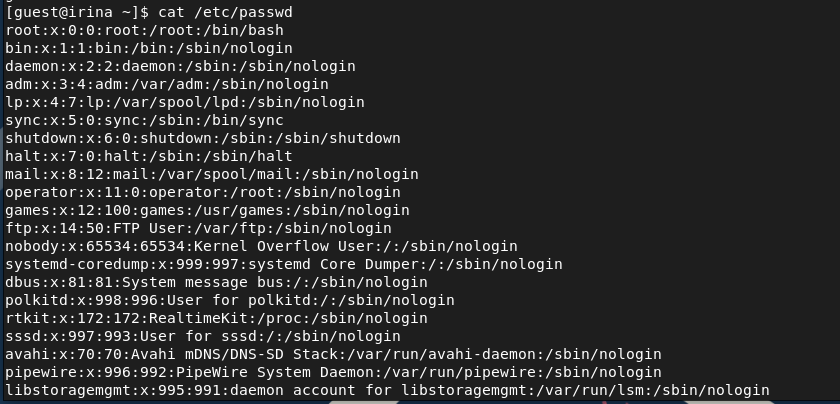 [guest@irina ~]$ cat /etc/passwd
root:x:0:0:root:/root:/bin/bash
bin:x:1:1:bin:/bin:/sbin/nologin
daemon:x:2:2:daemon:/sbin:/sbin/nologin
adm:x:3:4:adm:/var/adm:/sbin/nologin
lp:x:4:7:lp:/var/spool/lpd:/sbin/nologin
sync:x:5:0:sync:/sbin:/bin/sync
shutdown:x:6:0:shutdown:/sbin:/sbin/shutdown
halt:x:7:0:halt:/sbin:/sbin/halt
mail:x:8:12:mail:/var/spool/mail:/sbin/nologin
operator:x:11:0:operator:/root:/sbin/nologin
games:x:12:100:games:/usr/games:/sbin/nologin
ftp:x:14:50:FTP User:/var/ftp:/sbin/nologin
nobody:x:65534:65534:Kernel Overflow User:/:/sbin/nologin
systemd-coredump:x:999:997:systemd Core Dumper:/:/sbin/nologin
dbus:x:81:81:System message bus:/:/sbin/nologin
polkitd:x:998:996:User for polkitd:/:/sbin/nologin
rtkit:x:172:172:RealtimeKit:/proc:/sbin/nologin
sssd:x:997:993:User for sssd:/:/sbin/nologin
avahi:x:70:70:Avahi mDNS/DNS-SD Stack:/var/run/avahi-daemon:/sbin/nologin
pipewire:x:996:992:PipeWire System Daemon:/var/run/pipewire:/sbin/nologin
libstoragemgmt:x:995:991:daemon account for libstoragemgmt:/var/run/lsm:/sbin/nologin